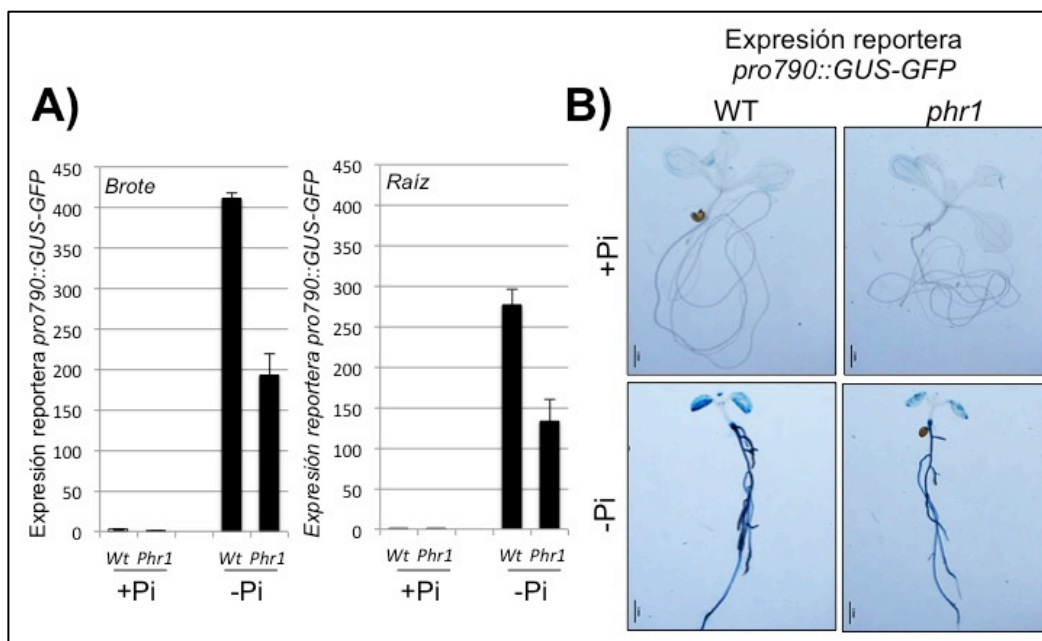 A)
Expresión reportera pro790::GUS-GFP
Brote
450
400
350
300
250
200
150
100
50
0
Wt Phr1
Wt Phr1
+Pi
-Pi
Expresión reportera pro790::GUS-GFP
Raíz
450
400
350
300
250
200
150
100
50
0
Wt Phr1
Wt Phr1
+Pi
-Pi
B)
Expresión reportera
pro790::GUS-GFP
WT
phr1
+Pi
-Pi